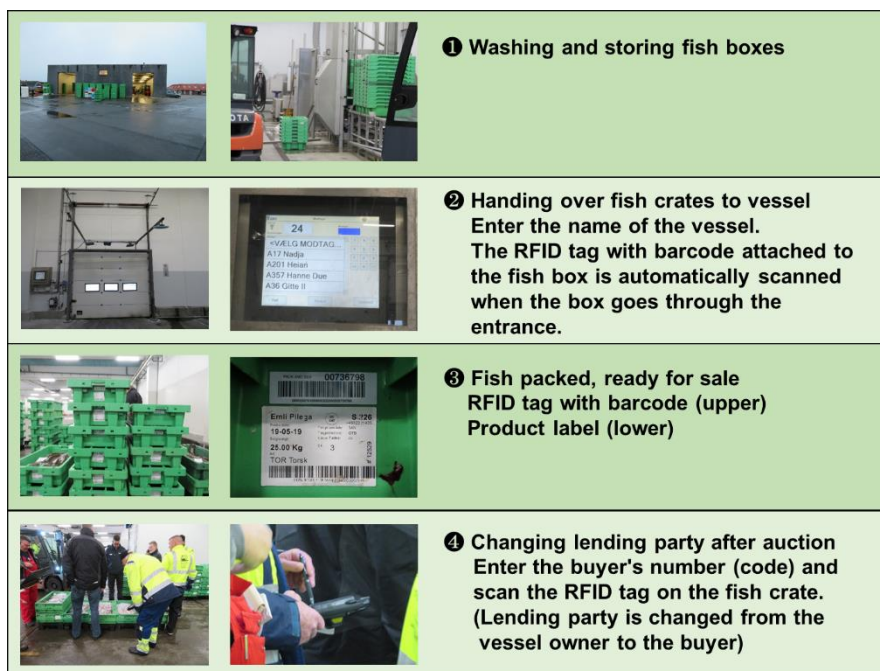 ❶ Washing and storing fish boxes
TOYOTA
❷ Handing over fish crates to vessel
Enter the name of the vessel.
The RFID tag with barcode attached to
the fish box is automatically scanned
when the box goes through the
entrance.
24
<VÆLG MODTAG...
A17 Nadja
A201 Heian
A357 Hanne Due
A36 Gitte II
❸ Fish packed, ready for sale
RFID tag with barcode (upper)
Product label (lower)
00736798
Emil Pilega
19-05-19
25.00 Kg
3
TOR Torsk
❹ Changing lending party after auction
Enter the buyer's number (code) and
scan the RFID tag on the fish crate.
(Lending party is changed from the
vessel owner to the buyer)